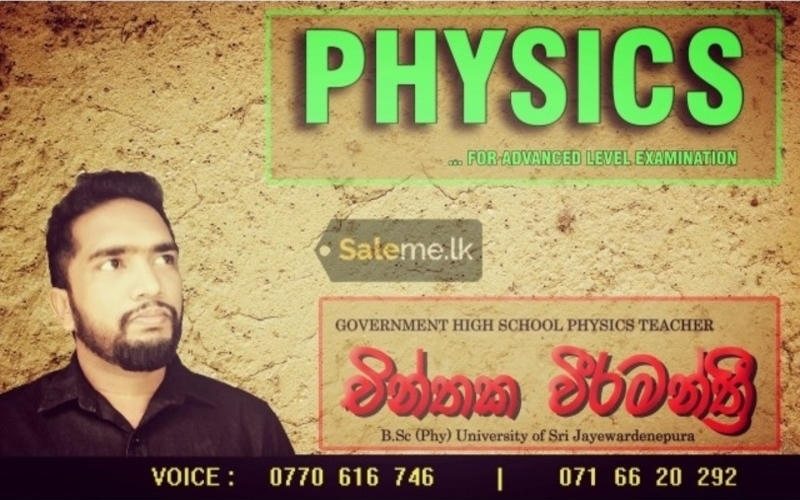 PHYSICS
... FOR ADVANCED LEVEL EXAMINATION
Saleme.lk
GOVERNMENT HIGH SCHOOL PHYSICS TEACHER
චින්තක වීරමන්ත්‍රී
B.Sc (Phy) University of Sri Jayewardenepura
VOICE : 0770 616 746 | 071 66 20 292